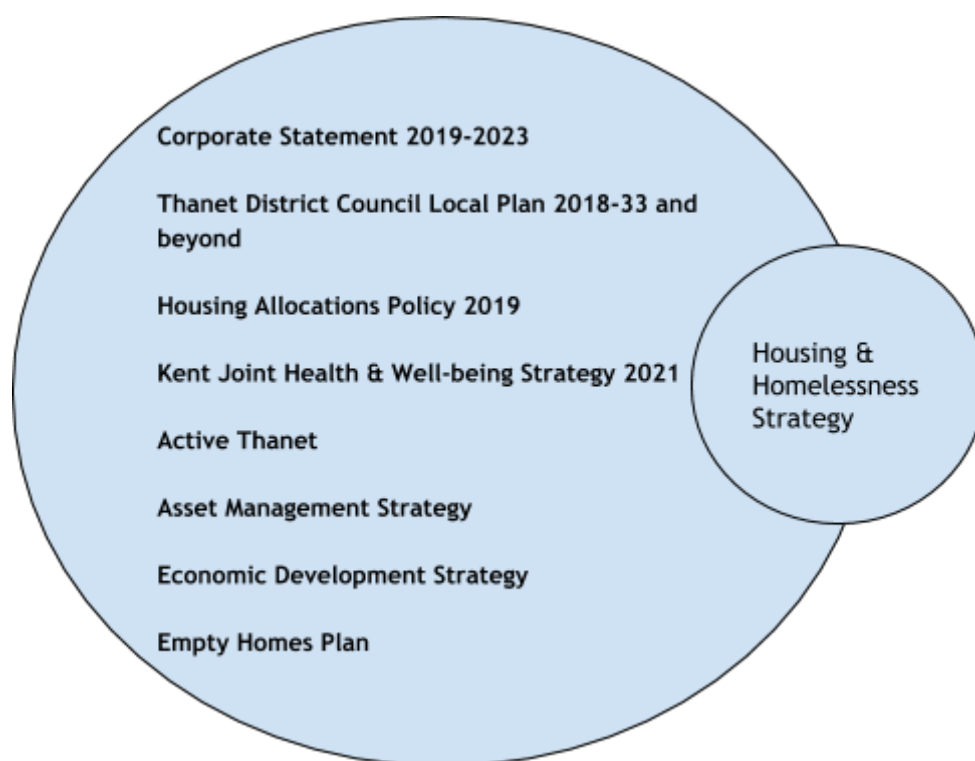 Corporate Statement 2019-2023
Thanet District Council Local Plan 2018-33 and
beyond
Housing Allocations Policy 2019
Kent Joint Health & Well-being Strategy 2021
Active Thanet
Asset Management Strategy
Economic Development Strategy
Empty Homes Plan
Housing &
Homelessness
Strategy